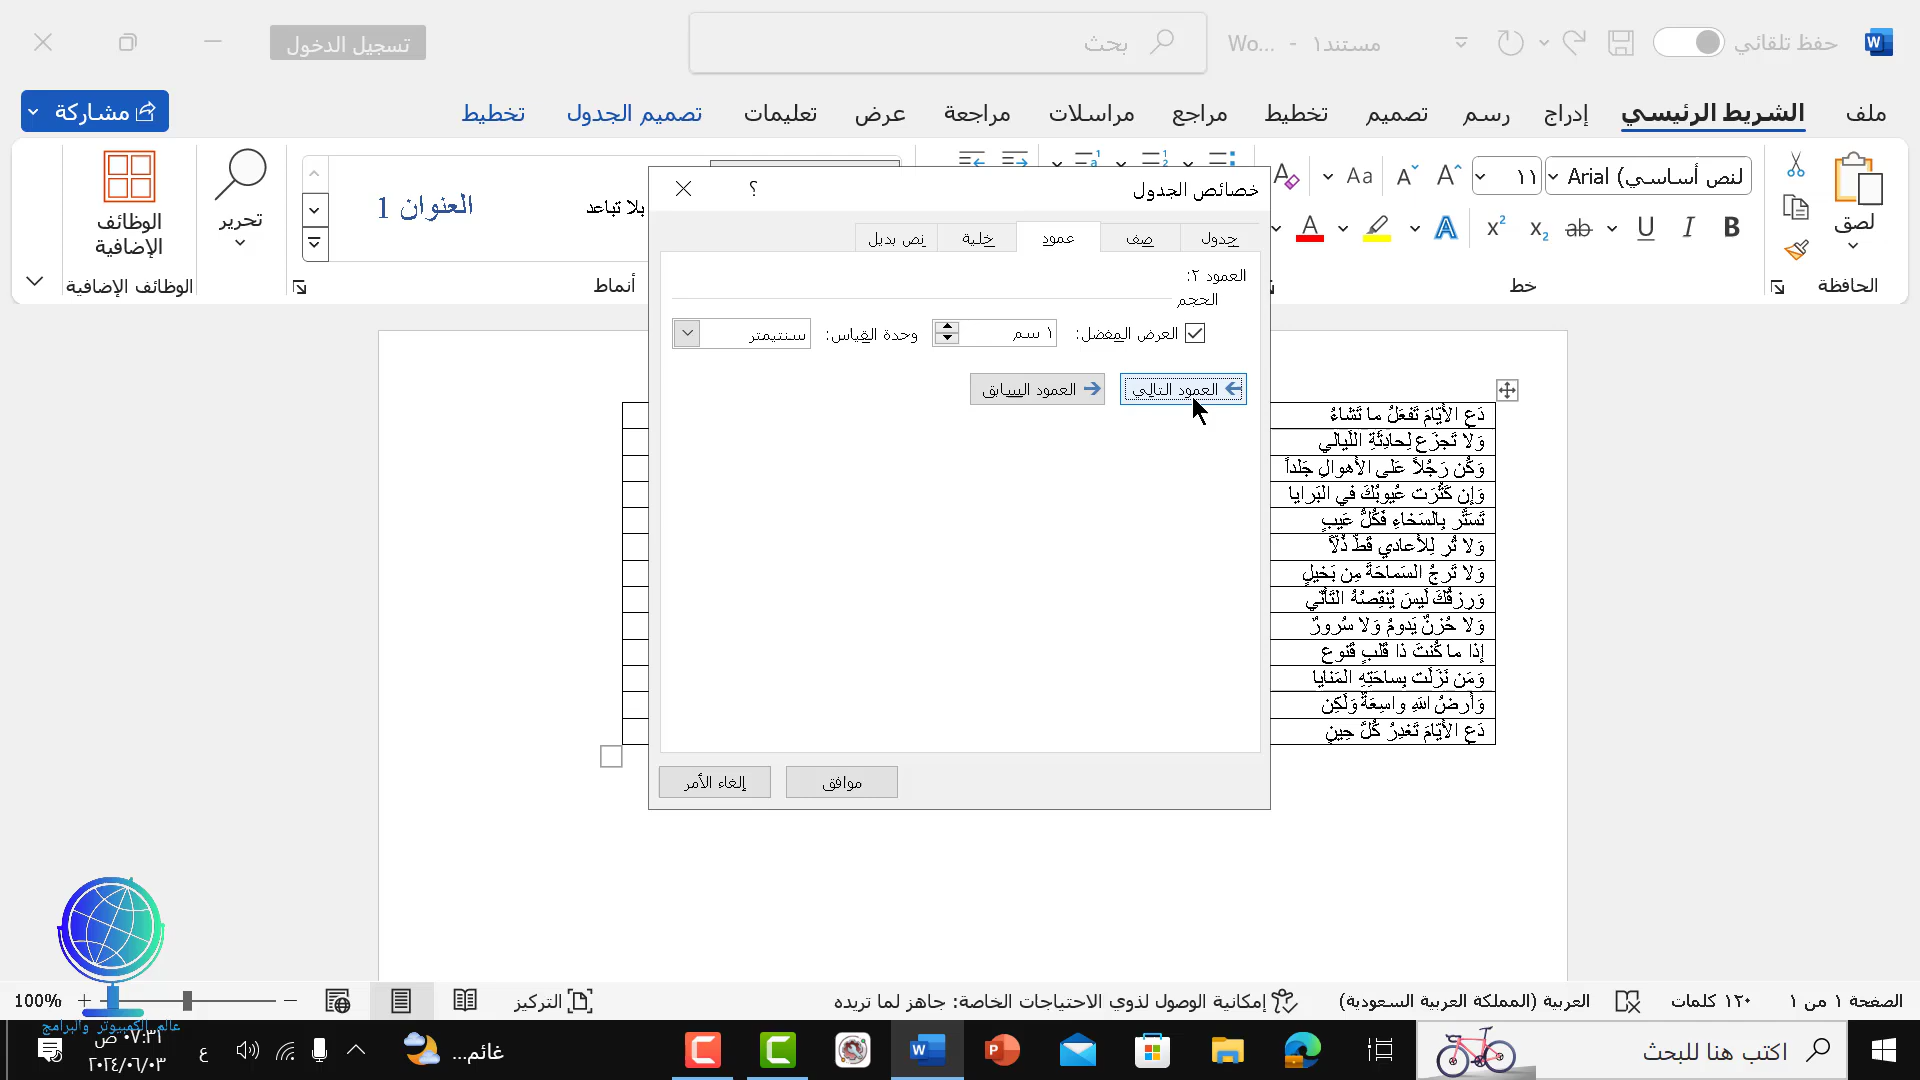 حفظ تلقائي
مستند١ - Wo...
بحث
تسجيل الدخول
ملف
الشريط الرئيسي
إدراج
رسم
تصميم
تخطيط
مراجع
مراسلات
مراجعة
عرض
تعليمات
تصميم الجدول
تخطيط
مشاركة
لصق
الحافظة
لنص أساسي) Arial
١١
Aa
خط
بلا تباعد
العنوان 1
أنماط
تحرير
الوظائف
الإضافية
الوظائف الإضافية
خصائص الجدول
؟
جدول
صف
عمود
خلية
نص بديل
العمود ٢:
الحجم
العرض المفضل:
١ سم
وحدة القياس:
سنتيمتر
العمود التالي
العمود السابق
موافق
إلغاء الأمر
دَعِ الأَيّامَ تَفعَلُ ما تَشاءُ
وَلا تَجزَع لِحادِثَةِ اللَيالي
وَكُن رَجُلاً عَلى الأَهوالِ جَلداً
وَإِن كَثُرَت عُيوبُكَ في البَرايا
تَسَتَّر بِالسَخاءِ فَكُلُّ عَيبٍ
وَلا تُرِ لِلأَعادي قَطُّ ذُلّاً
وَلا تَرجُ السَماحَةَ مِن بَخيلٍ
وَرِزقُكَ لَيسَ يُنقِصُهُ التَأَنّي
وَلا حُزنٌ يَدومُ وَلا سُرورٌ
إِذا ما كُنتَ ذا قَلبٍ قَنوعٍ
وَمَن نَزَلَت بِساحَتِهِ المَنايا
وَأَرضُ اللَهِ واسِعَةٌ وَلَكِن
دَعِ الأَيّامَ تَغدِرُ كُلَّ حِينٍ
الصفحة ١ من ١
١٢٠ كلمات
العربية (المملكة العربية السعودية)
إمكانية الوصول لذوي الاحتياجات الخاصة: جاهز لما تريده
التركيز
100%
عالم الكمبيوتر والبرامج
اكتب هنا للبحث
غائم...
ع
٠٧:٣١ ص
٢٠٢٤/٠٦/٠٣